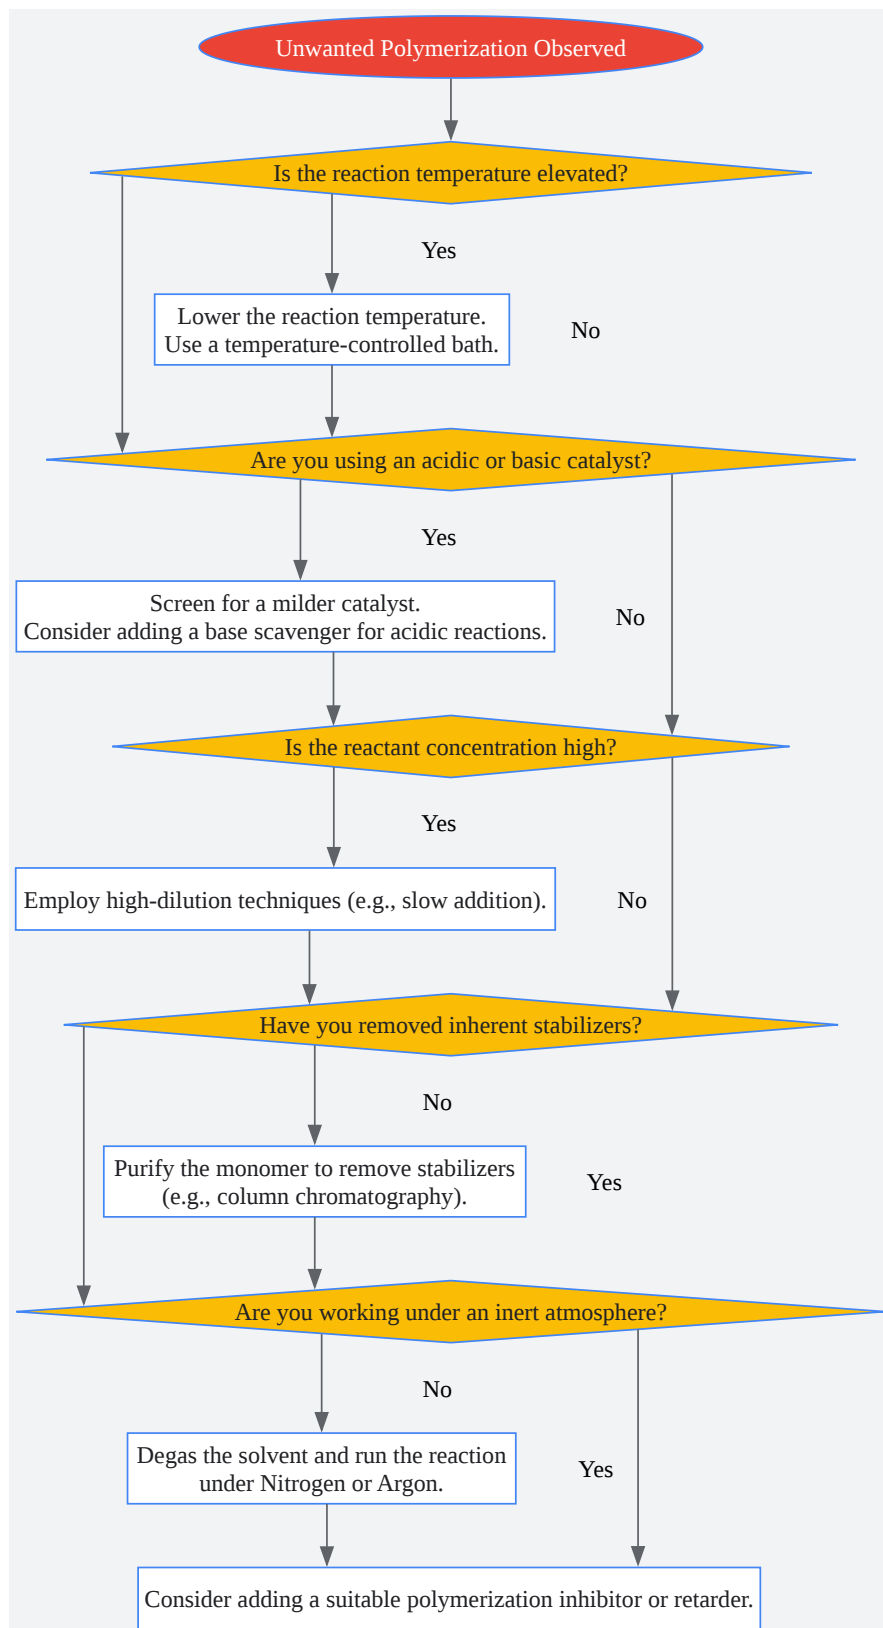 Unwanted Polymerization Observed
Is the reaction temperature elevated?
Yes
Lower the reaction temperature.
Use a temperature-controlled bath.
No
Are you using an acidic or basic catalyst?
Yes
Screen for a milder catalyst.
Consider adding a base scavenger for acidic reactions.
No
Is the reactant concentration high?
Yes
Employ high-dilution techniques (e.g., slow addition).
No
Have you removed inherent stabilizers?
No
Purify the monomer to remove stabilizers
(e.g., column chromatography).
Yes
Are you working under an inert atmosphere?
No
Degas the solvent and run the reaction
under Nitrogen or Argon.
Yes
Consider adding a suitable polymerization inhibitor or retarder.